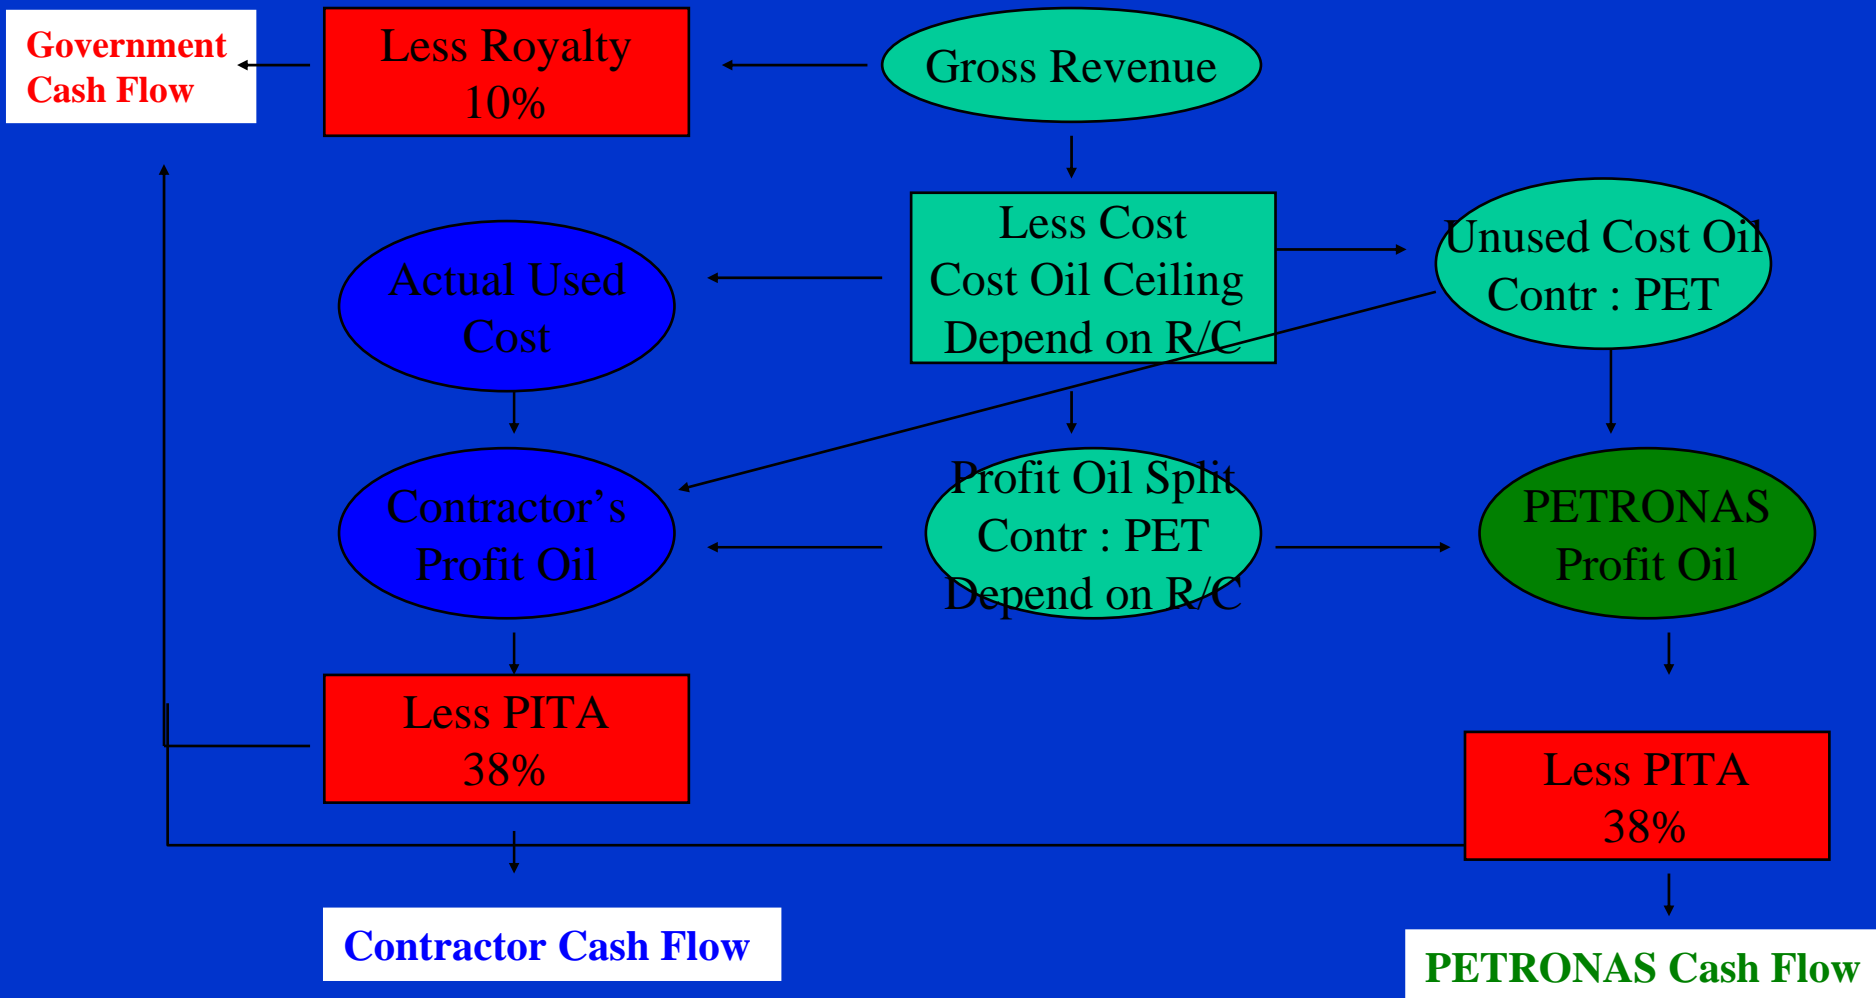 Government
Cash Flow
Less Royalty
10%
Gross Revenue
Less Cost
Cost Oil Ceiling
Depend on R/C
Actual Used
Cost
Unused Cost Oil
Contr : PET
Contractor’s
Profit Oil
Profit Oil Split
Contr : PET
Depend on R/C
PETRONAS
Profit Oil
Less PITA
38%
Less PITA
38%
Contractor Cash Flow
PETRONAS Cash Flow